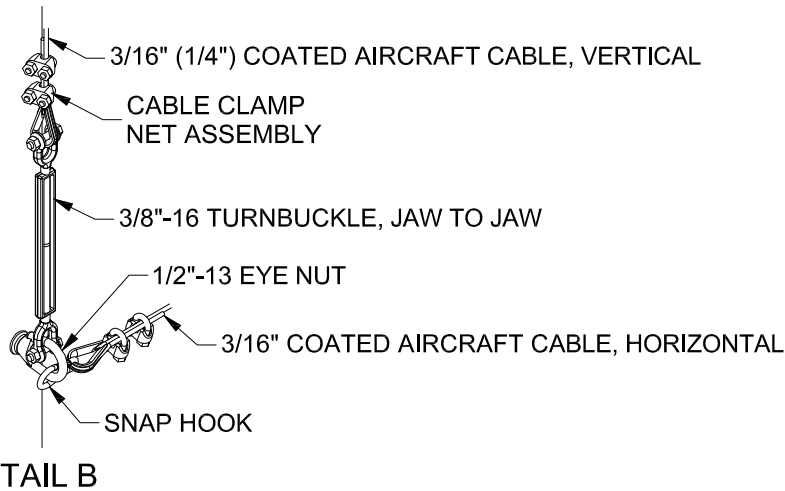 3/16" (1/4") COATED AIRCRAFT CABLE, VERTICAL
CABLE CLAMP
NET ASSEMBLY
3/8"-16 TURNBUCKLE, JAW TO JAW
1/2"-13 EYE NUT
3/16" COATED AIRCRAFT CABLE, HORIZONTAL
SNAP HOOK
TAIL B